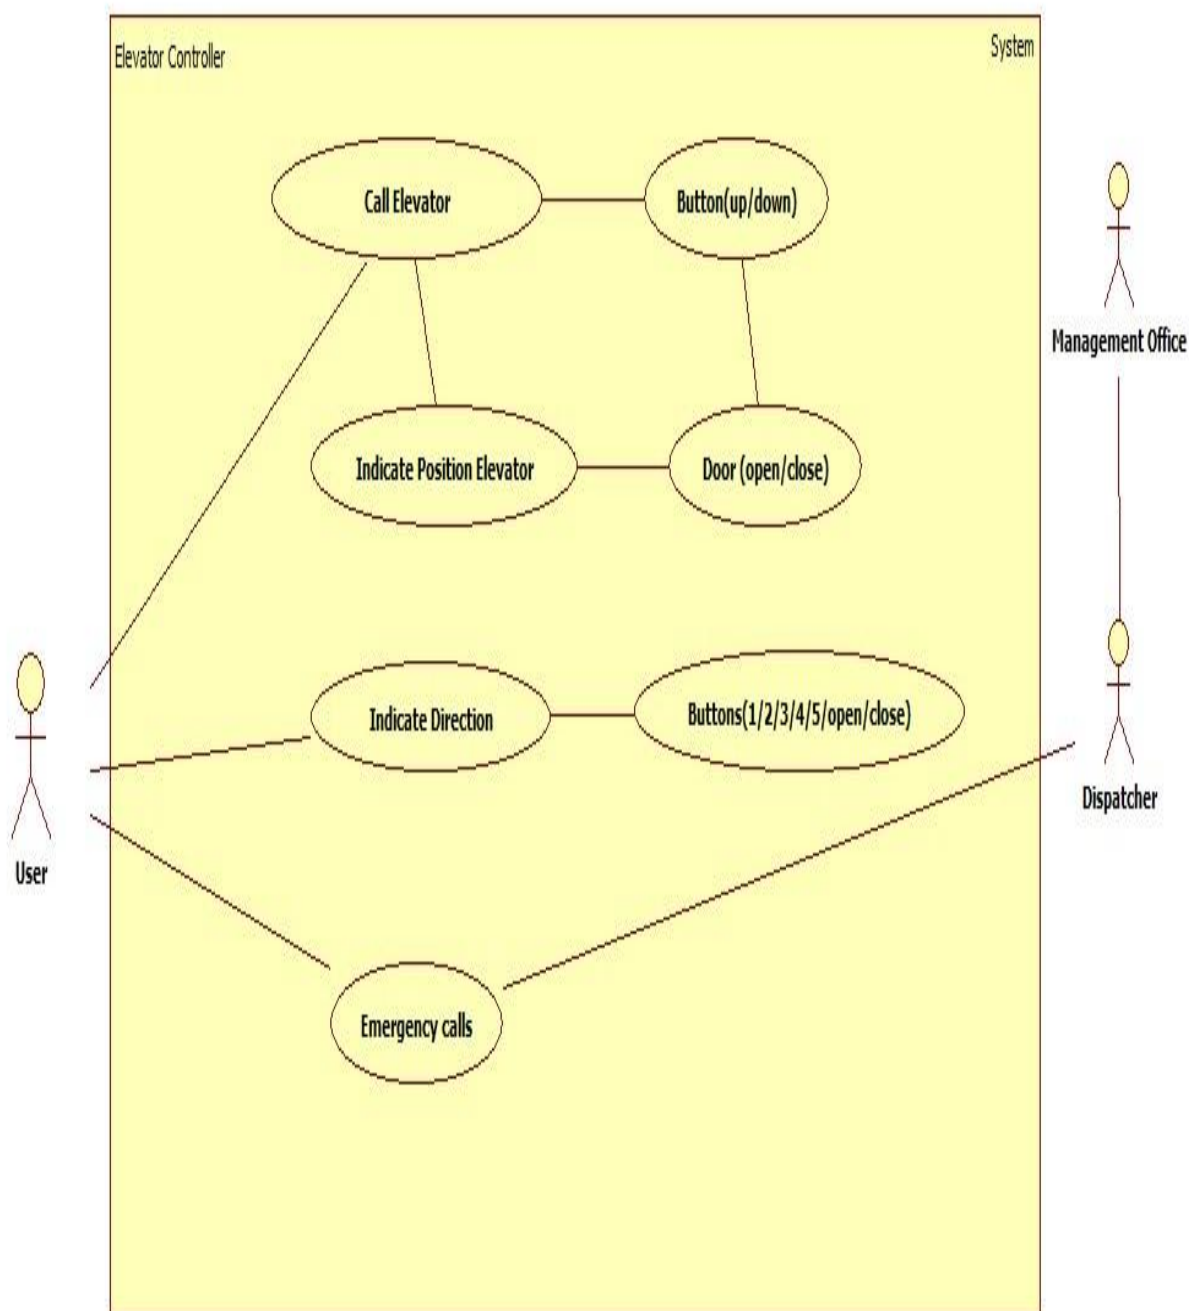 Elevator Controller
System
Call Elevator
Button(up/down)
Management Office
Indicate Position Elevator
Door (open/close)
Indicate Direction
Buttons(1/2/3/4/5/open/close)
Dispatcher
User
Emergency calls